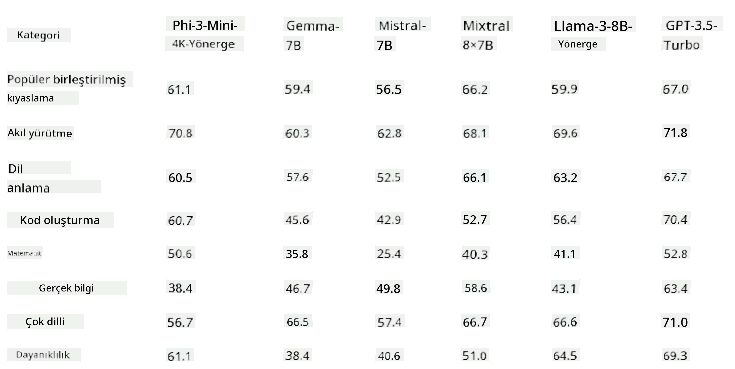 Kategori Phi-3-Mini- 4K-Yönerge Gemma- 7B Mistral- 7B Mixtral 8×7B Llama-3-8B- Yönerge GPT-3.5- Turbo
Popüler birleştirilmiş kıyaslama 61.1 59.4 56.5 66.2 59.9 67.0
Akıl yürütme 70.8 60.3 62.8 68.1 69.6 71.8
Dil anlama 60.5 57.6 52.5 66.1 63.2 67.7
Kod oluşturma 60.7 45.6 42.9 52.7 56.4 70.4
Matematik 50.6 35.8 25.4 40.3 41.1 52.8
Gerçek bilgi 38.4 46.7 49.8 58.6 43.1 63.4
Çok dilli 56.7 66.5 57.4 66.7 66.6 71.0
Dayanıklılık 61.1 38.4 40.6 51.0 64.5 69.3